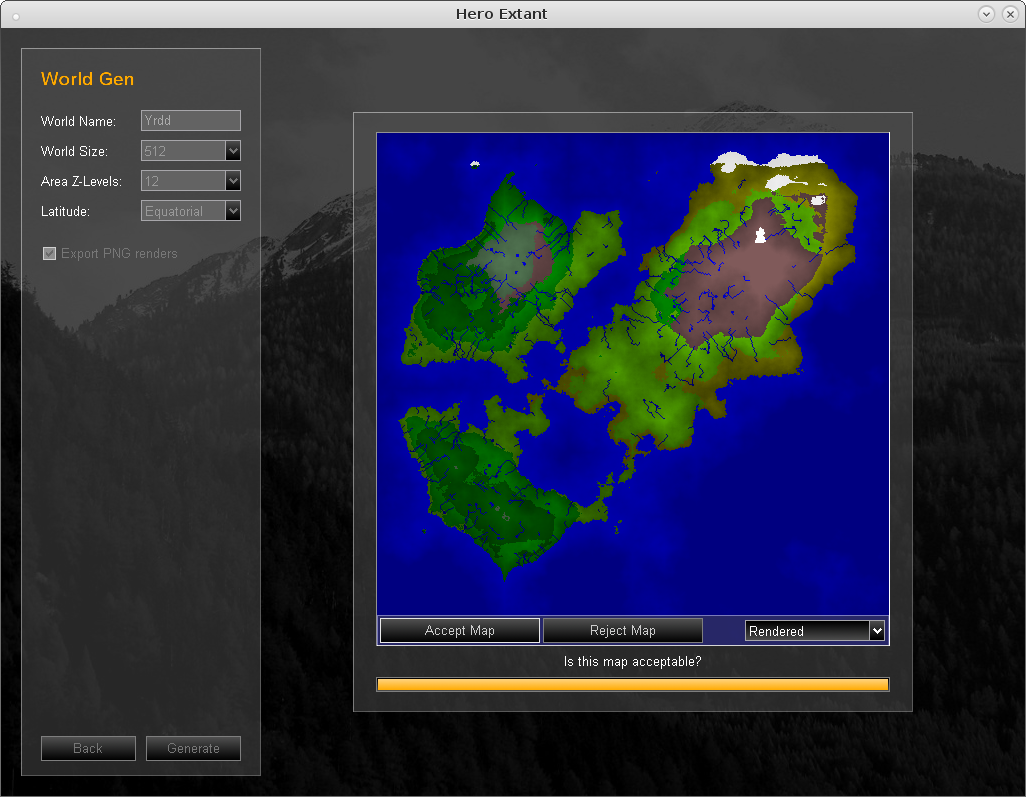 Hero Extant
World Gen
World Name: Yrdd
World Size: 512
Area Z-Levels: 12
Latitude: Equatorial
Export PNG renders
Accept Map Reject Map Rendered
Is this map acceptable?
Back Generate